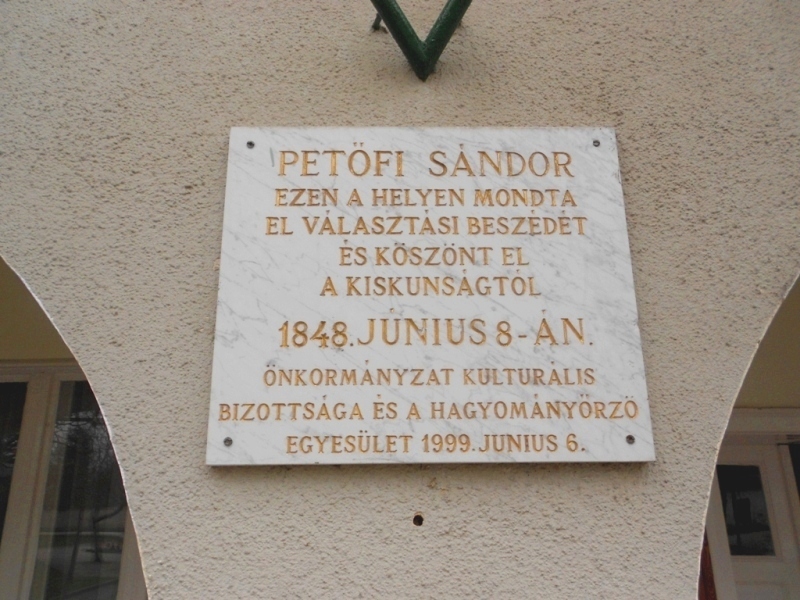 PETŐFI SÁNDOR
EZEN A HELYEN MONDTA
EL VÁLASZTÁSI BESZÉDÉT
ÉS KÖSZÖNT EL
A KISKUNSÁGTÓL
1848. JÚNIUS 8-ÁN.
ÖNKORMÁNYZAT KULTURÁLIS
BIZOTTSÁGA ÉS A HAGYOMÁNYŐRZŐ
EGYESÜLET 1999. JUNIUS 6.